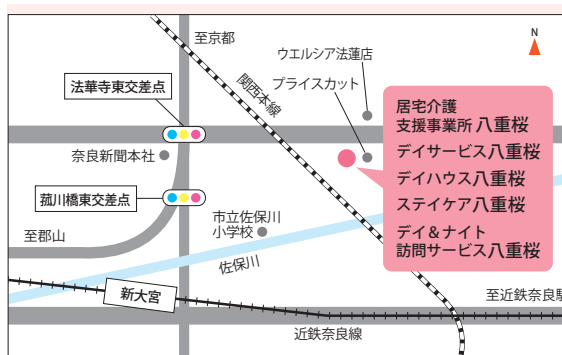 至京都
N
ウエルシア法蓮店
プライスカット
関西本線
法華寺東交差点
奈良新聞本社
菰川橋東交差点
市立佐保川
小学校
至郡山
佐保川
新大宮
近鉄奈良線
至近鉄奈良駅
居宅介護
支援事業所 八重桜
デイサービス 八重桜
デイハウス 八重桜
ステイケア 八重桜
デイ&ナイト
訪問サービス 八重桜